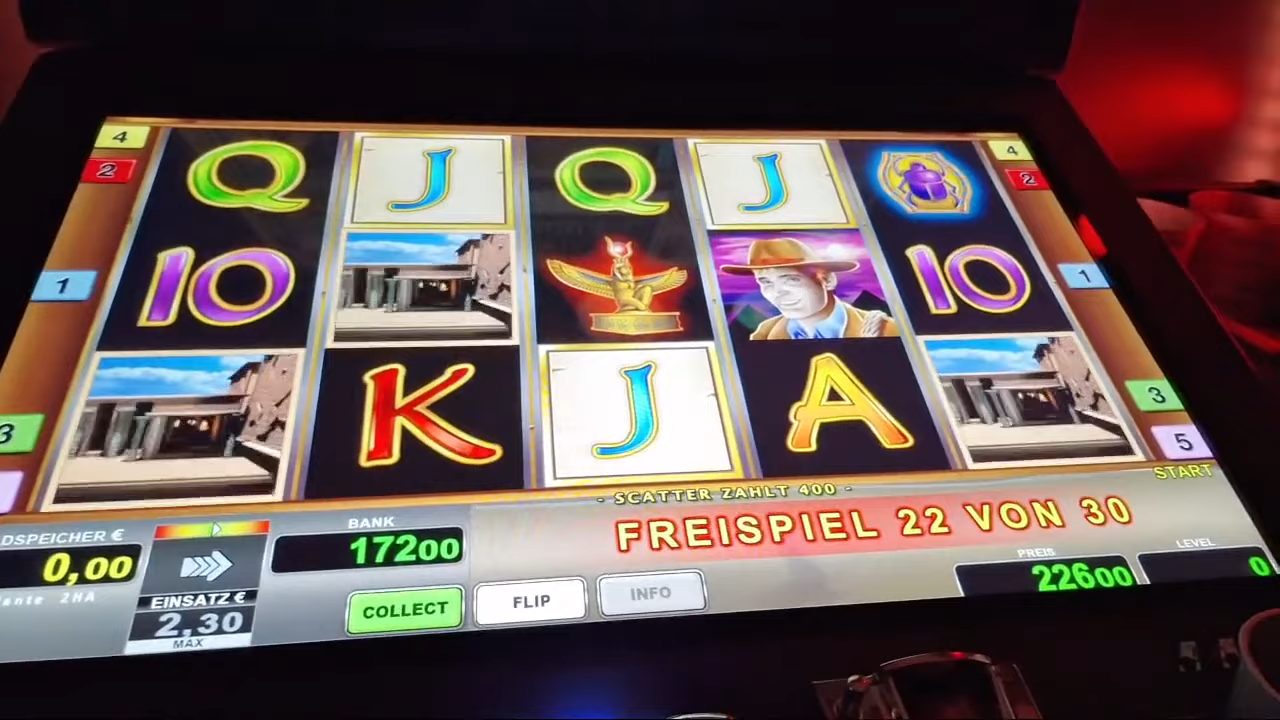 4 4
2 2
Q J Q J
1 10 10 1
K J A
3 3
5
START
- SCATTER ZAHLT 400 -
FREISPIEL 22 VON 30
DSPEICHER €
0,00
BANK
17200
PREIS
22600
LEVEL
0
EINSATZ €
2,30
MAX
COLLECT
FLIP
INFO